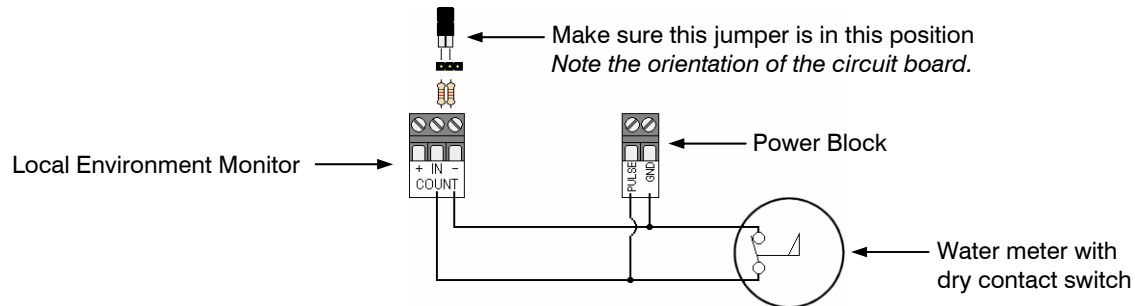 Make sure this jumper is in this position
Note the orientation of the circuit board.
Power Block
Local Environment Monitor
+ IN -
COUNT
PULSE
GND
Water meter with
dry contact switch